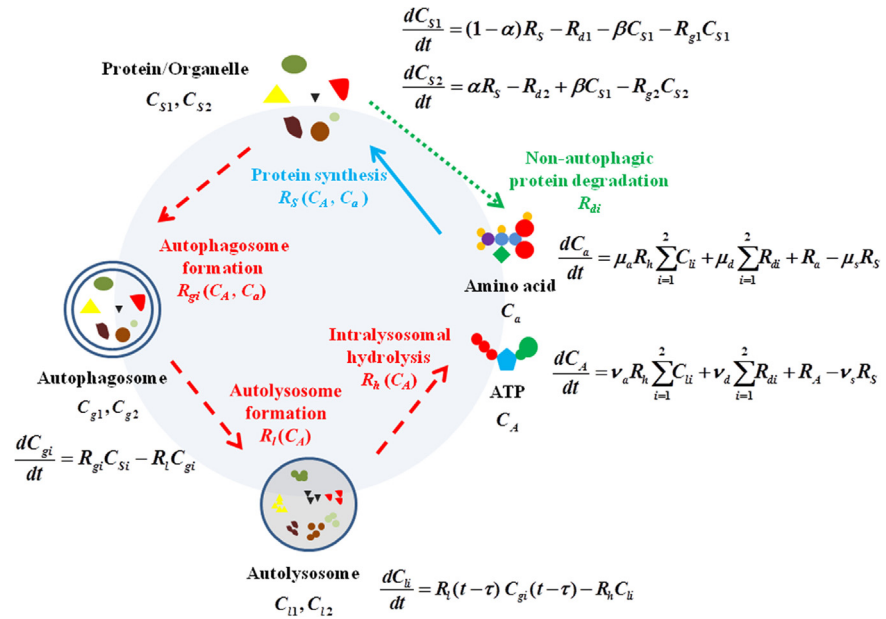 dC_{S1}/dt = (1 − α)R_S − R_{d1} − βC_{S1} − R_{g1}C_{S1}
Protein/Organelle
C_{S1}, C_{S2}
dC_{S2}/dt = αR_S − R_{d2} + βC_{S1} − R_{g2}C_{S2}
Protein synthesis
R_S (C_A, C_a)
Non-autophagic
protein degradation
R_{di}
Autophagosome
formation
R_{gi} (C_A, C_a)
dC_a/dt = μ_a R_h ∑_{i=1}^{2} C_{li} + μ_d ∑_{i=1}^{2} R_{di} + R_a − μ_s R_S
Amino acid
C_a
Intralysosomal
hydrolysis
R_h (C_A)
Autophagosome
C_{g1}, C_{g2}
Autolysosome
formation
R_l (C_A)
ATP
C_A
dC_A/dt = ν_a R_h ∑_{i=1}^{2} C_{li} + ν_d ∑_{i=1}^{2} R_{di} + R_A − ν_s R_S
dC_{gi}/dt = R_{gi}C_{Si} − R_l C_{gi}
Autolysosome
C_{l1}, C_{l2}
dC_{li}/dt = R_l(t − τ) C_{gi}(t − τ) − R_h C_{li}